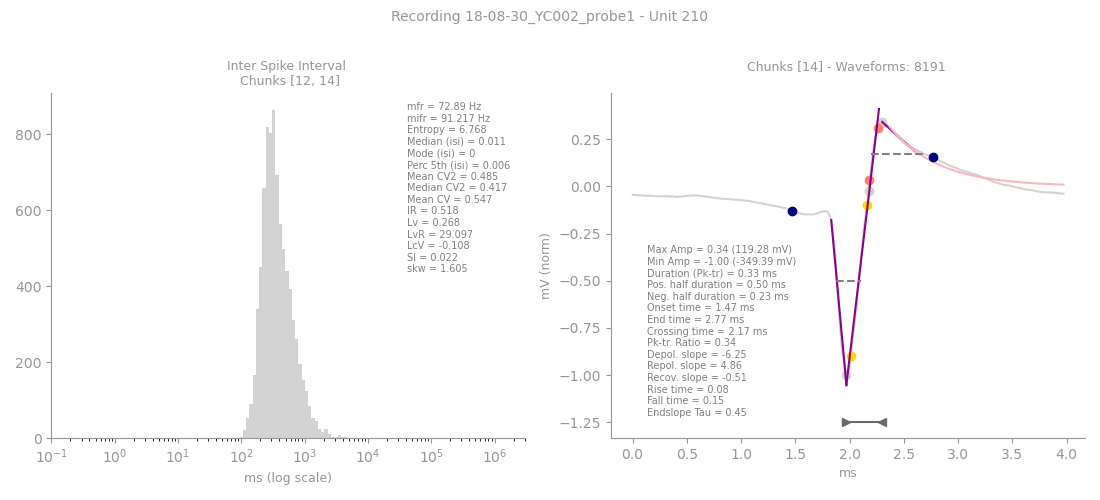 Recording 18-08-30_YC002_probe1 - Unit 210
Inter Spike Interval
Chunks [12, 14]
mfr = 72.89 Hz
mifr = 91.217 Hz
Entropy = 6.768
Median (isi) = 0.011
Mode (isi) = 0
Perc 5th (isi) = 0.006
Mean CV2 = 0.485
Median CV2 = 0.417
Mean CV = 0.547
IR = 0.518
Lv = 0.268
LvR = 29.097
LcV = -0.108
SI = 0.022
skw = 1.605
800
600
400
200
0
10⁻¹ 10⁰ 10¹ 10² 10³ 10⁴ 10⁵ 10⁶
ms (log scale)
Chunks [14] - Waveforms: 8191
mV (norm)
0.25
0.00
−0.25
−0.50
−0.75
−1.00
−1.25
Max Amp = 0.34 (119.28 mV)
Min Amp = -1.00 (-349.39 mV)
Duration (Pk-tr) = 0.33 ms
Pos. half duration = 0.50 ms
Neg. half duration = 0.23 ms
Onset time = 1.47 ms
End time = 2.77 ms
Crossing time = 2.17 ms
Pk-tr. Ratio = 0.34
Depol. slope = -6.25
Repol. slope = 4.86
Recov. slope = -0.51
Rise time = 0.08
Fall time = 0.15
Endslope Tau = 0.45
0.0 0.5 1.0 1.5 2.0 2.5 3.0 3.5 4.0
ms